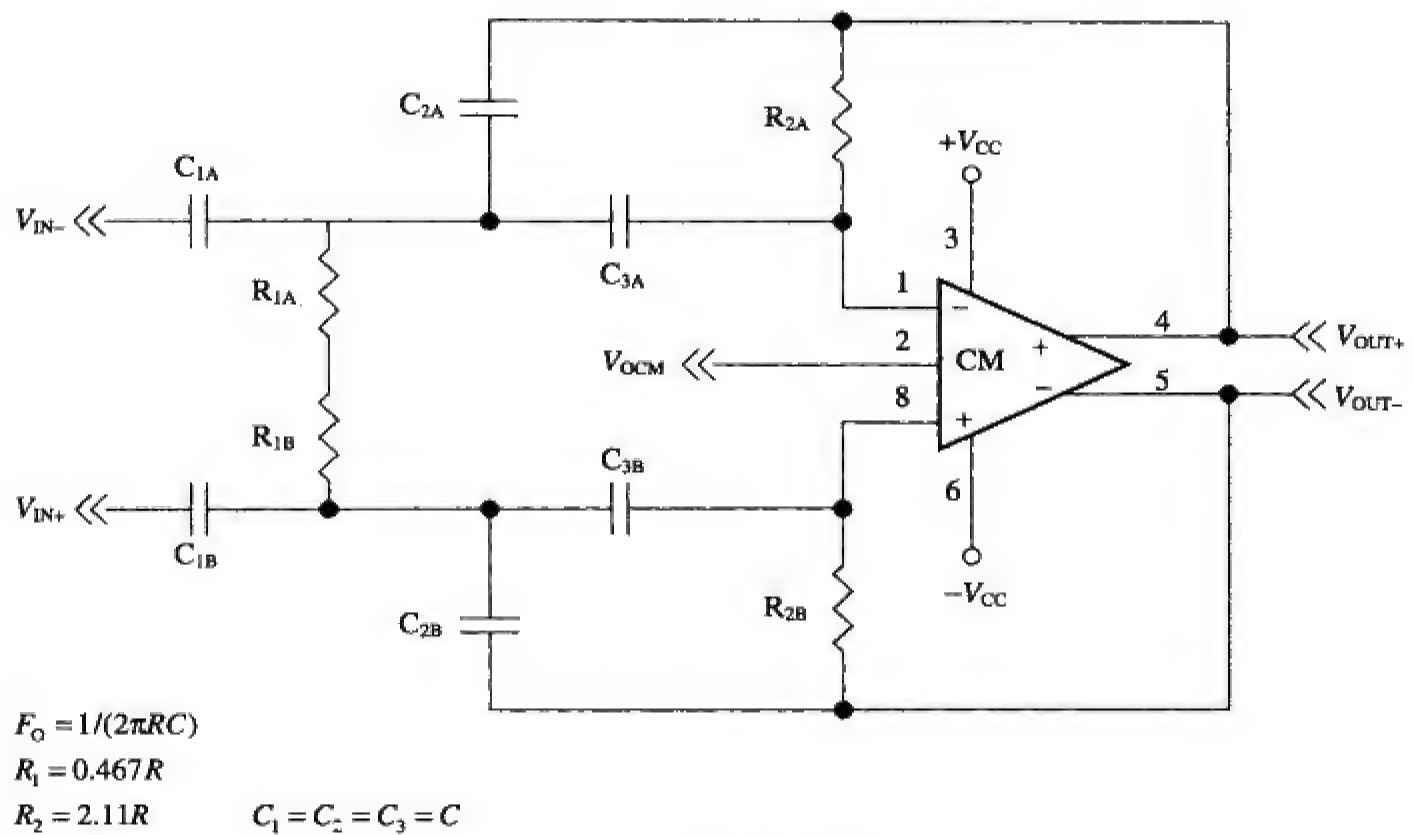 C2A
R2A
+VCC
C1A
VIN–
3
R1A
C3A
1
–
2
4
VOUT+
VOCM
CM
+
8
–
5
VOUT–
R1B
C3B
+
VIN+
6
C1B
–VCC
C2B
R2B
FO = 1/(2πRC)
R1 = 0.467R
R2 = 2.11R C1 = C2 = C3 = C